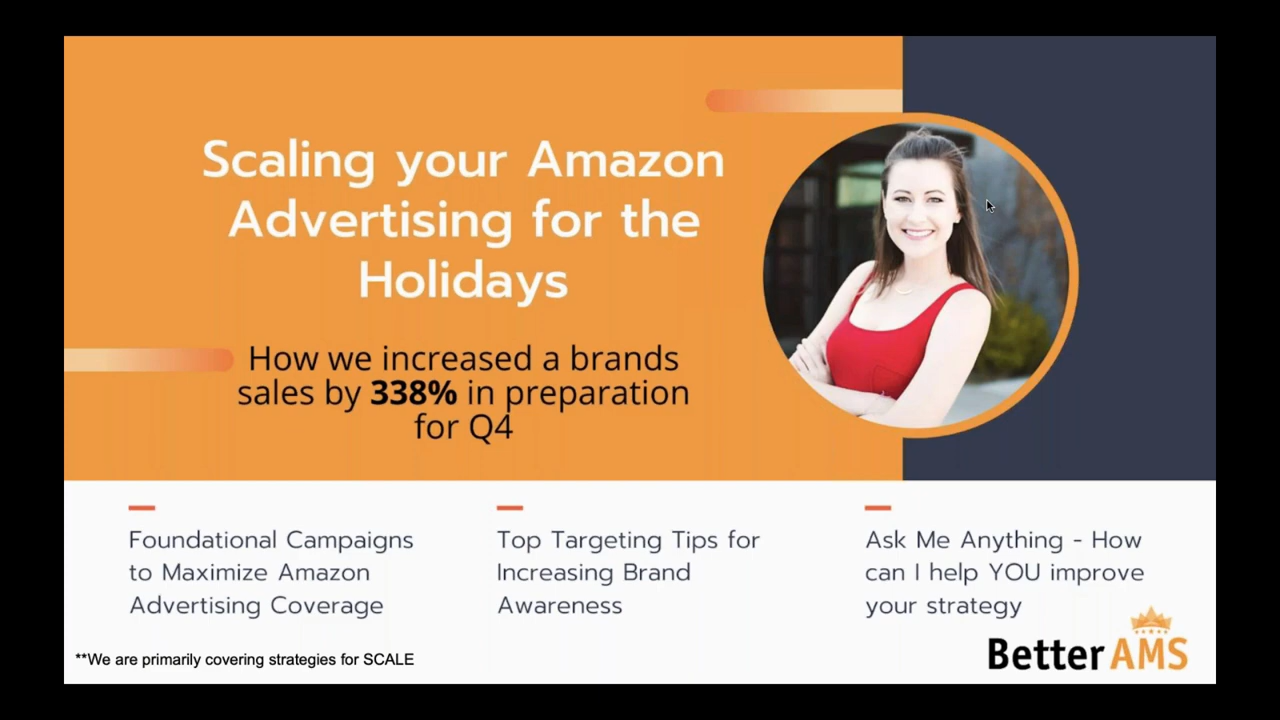 Scaling your Amazon
Advertising for the
Holidays
How we increased a brands
sales by 338% in preparation
for Q4
Foundational Campaigns
to Maximize Amazon
Advertising Coverage
Top Targeting Tips for
Increasing Brand
Awareness
Ask Me Anything - How
can I help YOU improve
your strategy
**We are primarily covering strategies for SCALE
BetterAMS